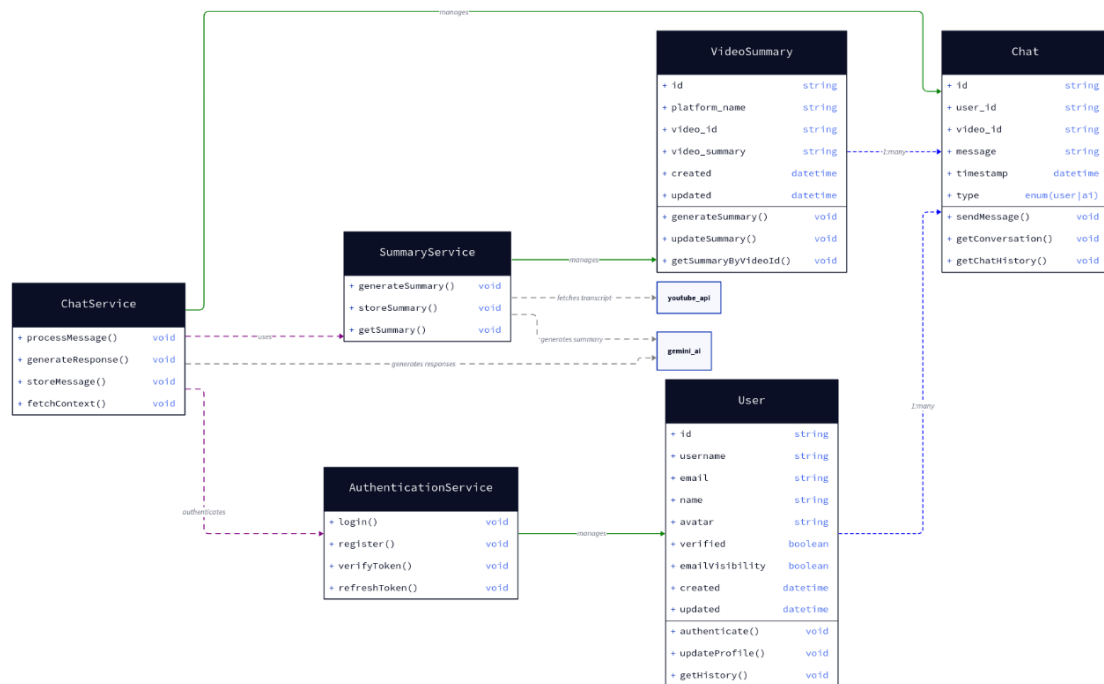 manages
VideoSummary
+ id string
+ platform_name string
+ video_id string
+ video_summary string
+ created datetime
+ updated datetime
+ generateSummary() void
+ updateSummary() void
+ getSummaryByVideoId() void
Chat
+ id string
+ user_id string
+ video_id string
+ message string
+ timestamp datetime
+ type enum(user|ai)
+ sendMessage() void
+ getConversation() void
+ getChatHistory() void
1:many
SummaryService
+ generateSummary() void
+ storeSummary() void
+ getSummary() void
manages
fetches transcript
youtube_api
generates summary
gemini_ai
ChatService
+ processMessage() void
+ generateResponse() void
+ storeMessage() void
+ fetchContext() void
uses
generates responses
authenticates
User
+ id string
+ username string
+ email string
+ name string
+ avatar string
+ verified boolean
+ emailVisibility boolean
+ created datetime
+ updated datetime
+ authenticate() void
+ updateProfile() void
+ getHistory() void
1:many
AuthenticationService
+ login() void
+ register() void
+ verifyToken() void
+ refreshToken() void
manages